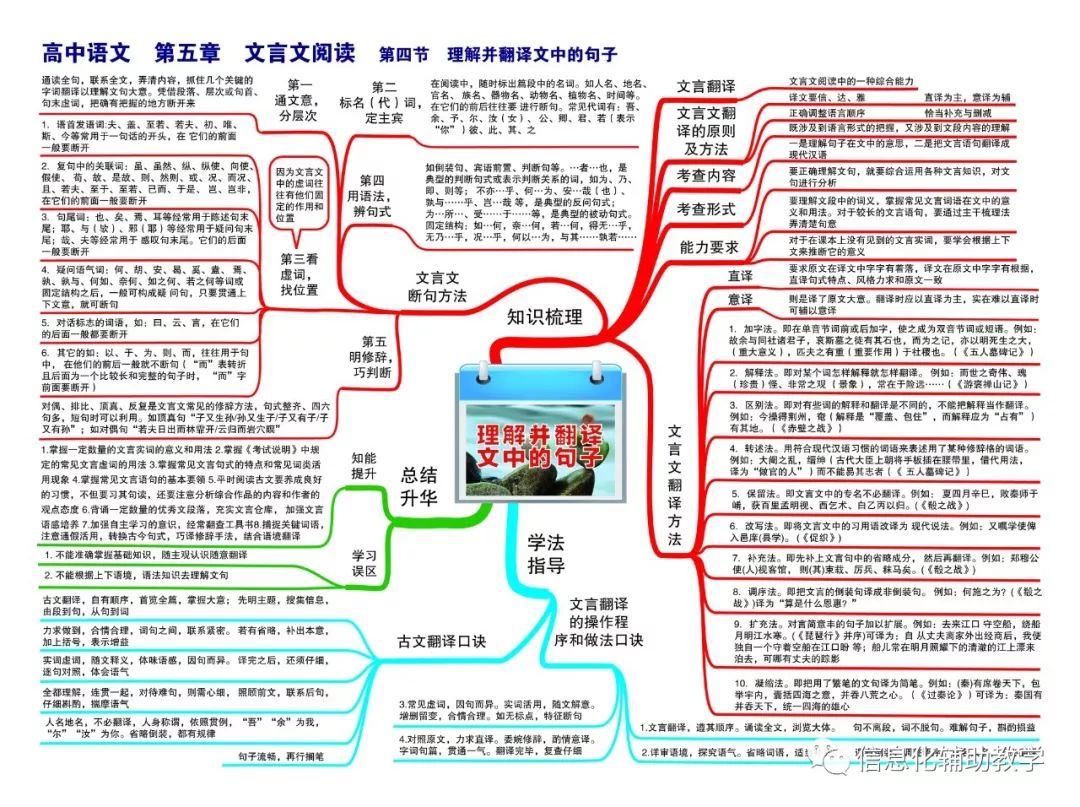 高中语文 第五章 文言文阅读 第四节 理解并翻译文中的句子
理解并翻译
文中的句子
知识梳理
文言文
断句方法
第一
通文意,
分层次
通读全句,联系全文,弄清内容,抓住几个关键的
字词翻译以理解文句大意。凭借段落、层次或句首、
句末虚词,把确有把握的地方断开来
第二
标名(代)词,
定主宾
在阅读中,随时标出篇段中的名词。如人名、地名、
官名、族名、器物名、动物名、植物名、时间等。
在它们的前后往往要 进行断句。常见代词有:吾、
余、予、尔、汝(女)、公、卿、君、若(表示
“你”)彼、此、其、之
第三看
虚词,
找位置
因为文言文
中的虚词往
往有他们固
定的作用和
位置
1. 语首发语词:夫、盖、至若、若夫、初、唯、
斯、今等常用于一句话的开头,在 它们的前面
一般要断开
2. 复句中的关联词:虽、虽然、纵、纵使、向使、
假使、苟、故、是故、则、然则、或、况、而况、
且、若夫、至于、至若、已而、于是、岂、岂非,
在它们的前面一般要断开
3. 句尾词:也、矣、焉、耳等经常用于陈述句末
尾;耶、与(欤)、邪(耶)等经常用于疑问句末
尾;哉、夫等经常用于 感叹句末尾。它们的后面
一般要断开
4. 疑问语气词:何、胡、安、曷、奚、盍、焉、
孰、孰与、何如、奈何、如之何、若之何等词或
固定结构之后,一般可构成疑 问句,只要贯通上
下文意,就可断句
5. 对话标志的词语,如:曰、云、言,在它们
的后面一般都要断开
6. 其它的如:以、于、为、则、而,往往用于句
中, 在他们的前后一般就不断句(“而”表转折
且后面为一个比较长和完整的句子时, “而”字
前面要断开)
第四
用语法,
辨句式
如倒装句、宾语前置、判断句等。…者…也,是
典型的判断句式或表示判断关系的词,如为、乃、
即、则等; 不亦…乎、何…为、安…哉(也)、
孰与……乎、岂…哉 等,是典型的反问句式;
为…所…、受……于……等,是典型的被动句式。
固定结构:如…何,奈…何,若…何,得无…乎,
无乃…乎,况…乎,何以…为,与其……孰若……
第五
明修辞,
巧判断
对偶、排比、顶真、反复是文言文常见的修辞方法,句式整齐、四六
句多,短句时可以利用。如顶真句“子又生孙/孙又生子/子又有子/子
又有孙”;如对偶句“若夫日出而林霏开/云归而岩穴暝”
文言翻译
文言文阅读中的一种综合能力
文言文翻
译的原则
及方法
译文要信、达、雅 直译为主,意译为辅
正确调整语言顺序 恰当补充与删减
既涉及到语言形式的把握,又涉及到文段内容的理解
考查内容
一是理解句子在文中的意思,二是把文言语句翻译成
现代汉语
考查形式
要正确理解文句,就要综合运用各种文言知识,对文
句进行分析
能力要求
要理解文段中的词义,掌握常见文言词语在文中的意
义和用法。对于较长的文言语句,要通过主干梳理法
弄清楚句意
对于在课本上没有见到的文言实词,要学会根据上下
文来推断它的意义
文言文翻译方法
直译
要求原文在译文中字字有着落,译文在原文中字字有根据,
直译句式特点、风格力求和原文一致
意译
则是译了原文大意。翻译时应以直译为主,实在难以直译时
可辅以意译
1. 加字法。即在单音节词前或后加字,使之成为双音节词或短语。例如:
故余与同社诸君子,哀斯墓之徒有其石也,而为之记,亦以明死生之大,
(重大意义),匹夫之有重(重要作用)于社稷也。(《五人墓碑记》)
2. 解释法。即对某个词怎样解释就怎样翻译。例如:而世之奇伟、瑰
(珍贵)怪、非常之观(景象),常在于险远……(《游褒禅山记》)
3. 区别法。即对有些词的解释和翻译是不同的,不能把解释当作翻译。
例如:今操得荆州,奄(解释是“覆盖、包住”,而解释应为“占有”)
有其地。(《赤壁之战》)
4. 转述法。用符合现代汉语习惯的词语来表述用了某种修辞格的词语。
例如:大阉之乱,缙绅(古代大臣上朝将手板插在腰带里,借代用法,
译为“做官的人”)而不能易其志者(《 五人墓碑记》)
5. 保留法。即文言文中的专名不必翻译。例如: 夏四月辛巳,败秦师于
崤,获百里孟明视、西乞术、白乙丙以归。(《殽之战》)
6. 改写法。即将文言文中的习用语改译为 现代说法。例如:又嘱学使俾
入邑庠(县学)。(《促织》)
7. 补充法。即先补上文言句中的省略成分, 然后再翻译。例如:郑穆公
使(人)视客馆, 则(其)束载、厉兵、秣马矣。(《殽之战》)
8. 调序法。即把文言的倒装句译成非倒装句。 例如:何施之为?(《殽之
战》)译为“算是什么恩惠?”
9. 扩充法。对言简意丰的句子加以扩展。例如:去来江口 守空船,绕船
月明江水寒。(《琵琶行》并序)可译为:自 从丈夫离家外出经商后,我便
独自一个守着空船在江口盼 等;船儿常在明月照耀下的清澈的江上漂来
泊去,可哪有丈夫的踪影
10. 凝缩法。即把用了繁笔的文句译为简笔。例如:(秦)有席卷天下,包
举宇内,囊括四海之意,并吞八荒之心。(《过秦论》)可译为:秦国有
并吞天下,统一四海的雄心
总结
升华
知能
提升
1.掌握一定数量的文言实词的意义和用法 2.掌握《考试说明》中规
定的常见文言虚词的用法 3.掌握常见文言句式的特点和常见词类活
用现象 4.掌握常见文言语句的基本要领 5.平时阅读古文要养成良好
的习惯,不但要习其句读,还要注意分析综合作品的内容和作者的
观点态度 6.背诵一定数量的优秀文段落,充实文言仓库, 加强文言
语感培养 7.加强自主学习的意识,经常翻查工具书8.捕捉关键词语,
注意通假活用,转换古今句式,巧译修辞手法,结合语境翻译
学习
误区
1. 不能准确掌握基础知识,随主观认识随意翻译
2. 不能根据上下语境,语法知识去理解文句
学法
指导
古文翻译口诀
古文翻译,自有顺序,首览全篇,掌握大意; 先明主题,搜集信息,
由段到句,从句到词
力求做到,合情合理,词句之间,联系紧密。 若有省略,补出本意,
加上括号,表示增益
实词虚词,随文释义,体味语感,因句而异。 译完之后,还须仔细,
逐句对照,体会语气
全都理解,连贯一起,对待难句,则需心细, 照顾前文,联系后句,
仔细斟酌,揣摩语气
人名地名,不必翻译,人身称谓,依照贯例, “吾”“余”为我,
“尔”“汝”为你。省略倒装,都有规律
句子流畅,再行搁笔
文言翻译
的操作程
序和做法口诀
1.文言翻译,遵其顺序。诵读全文,浏览大体。 句不离段,词不脱句。难解句子,斟酌损益
2.详审语境,探究语气。省略词语,适
3.常见虚词,因句而异。实词活用,随文解意。
增删留变,合情合理。如无标点,特征断句
4.对照原文,力求直译。委婉修辞,酌情意译。
字词句篇,贯通一气。翻译完毕,复查仔细
信息化辅助教学